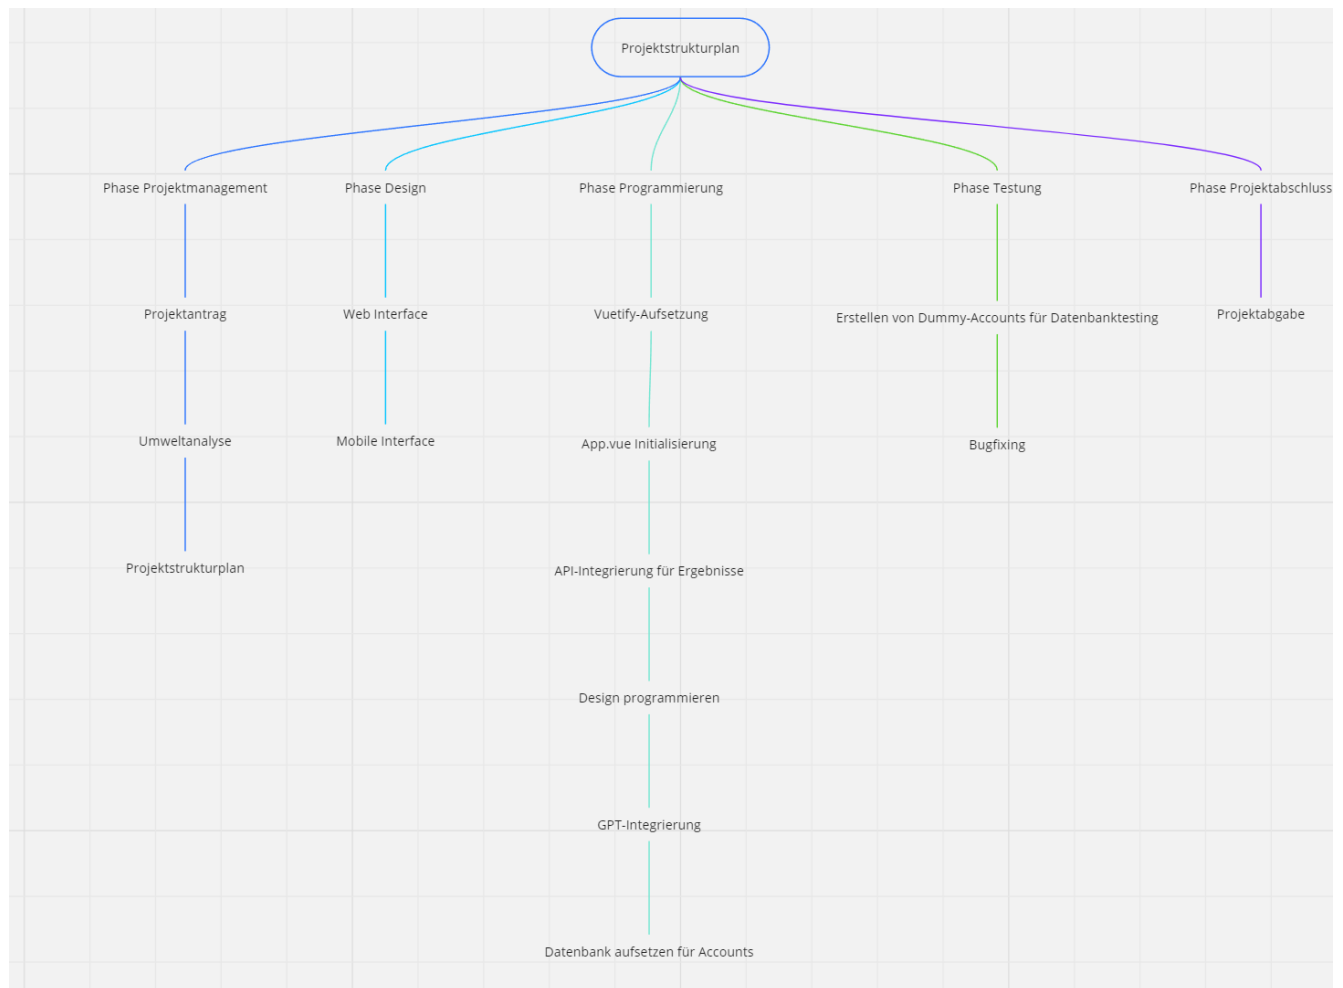 Projektstrukturplan
Phase Projektmanagement
Phase Design
Phase Programmierung
Phase Testung
Phase Projektabschluss
Projektantrag
Web Interface
Vuetify-Aufsetzung
Erstellen von Dummy-Accounts für Datenbanktesting
Projektabgabe
Umweltanalyse
Mobile Interface
App.vue Initialisierung
Bugfixing
Projektstrukturplan
API-Integrierung für Ergebnisse
Design programmieren
GPT-Integrierung
Datenbank aufsetzen für Accounts